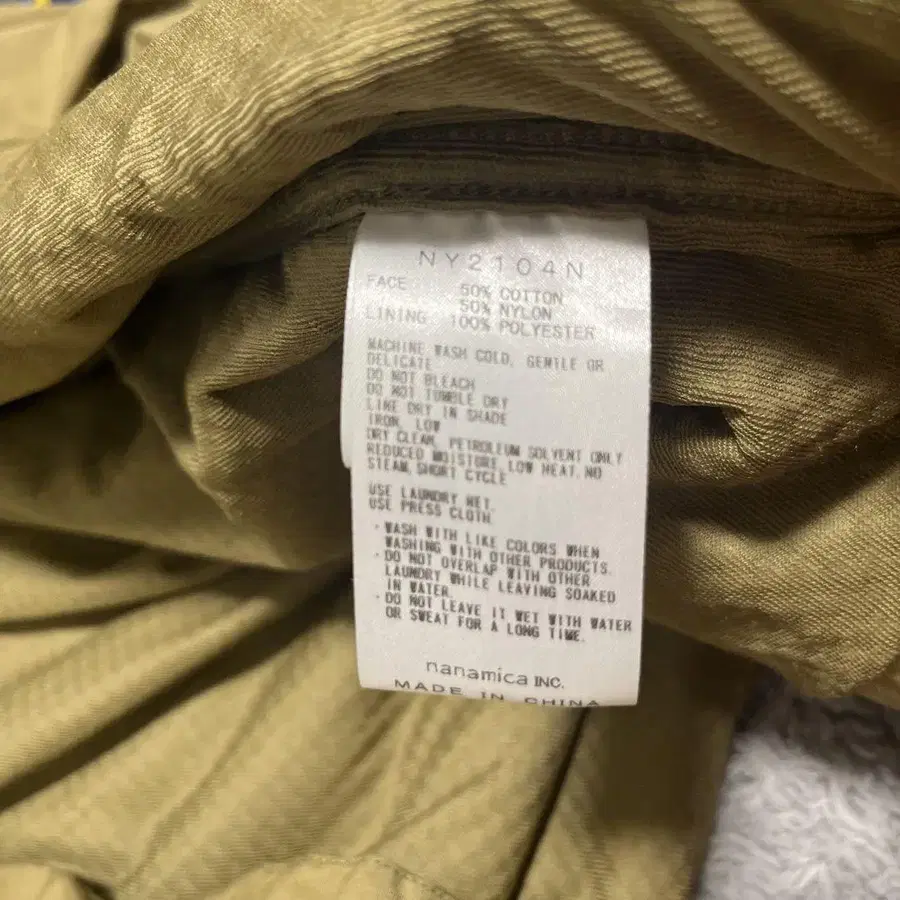 NY2104N
FACE 50% COTTON
50% NYLON
LINING 100% POLYESTER
MACHINE WASH COLD, GENTLE OR
DELICATE
DO NOT BLEACH
DO NOT TUMBLE DRY
LINE DRY IN SHADE
IRON, LOW
DRY CLEAN, PETROLEUM SOLVENT ONLY
REDUCED MOISTURE, LOW HEAT, NO
STEAM, SHORT CYCLE
USE LAUNDRY NET.
USE PRESS CLOTH
・WASH WITH LIKE COLORS WHEN
WASHING WITH OTHER PRODUCTS.
・DO NOT OVERLAP WITH OTHER
LAUNDRY WHILE LEAVING SOAKED
IN WATER.
・DO NOT LEAVE IT WET WITH WATER
OR SWEAT FOR A LONG TIME.
nanamica INC.
MADE IN CHINA